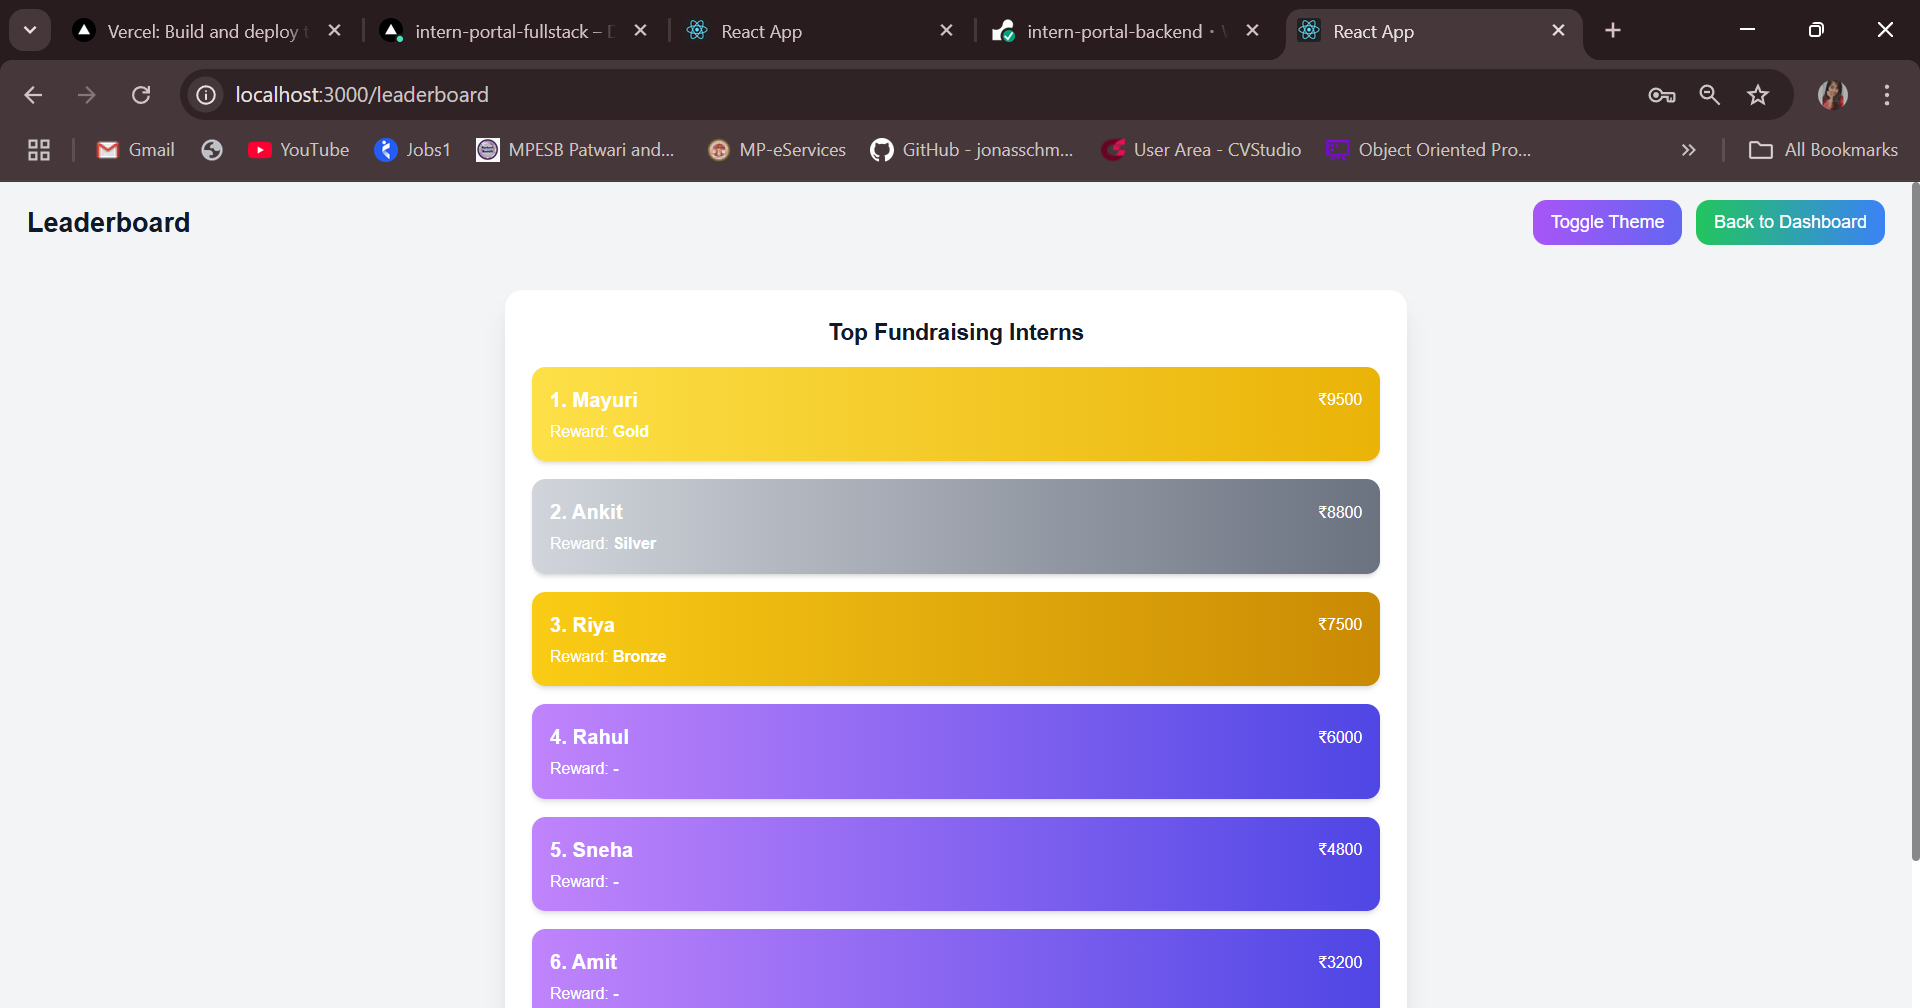 Vercel: Build and deploy
intern-portal-fullstack –
React App
intern-portal-backend ·
React App
localhost:3000/leaderboard
Gmail
YouTube
Jobs1
MPESB Patwari and...
MP-eServices
GitHub - jonasschm...
User Area - CVStudio
Object Oriented Pro...
All Bookmarks
Leaderboard
Toggle Theme
Back to Dashboard
Top Fundraising Interns
1. Mayuri
₹9500
Reward: Gold
2. Ankit
₹8800
Reward: Silver
3. Riya
₹7500
Reward: Bronze
4. Rahul
₹6000
Reward: -
5. Sneha
₹4800
Reward: -
6. Amit
₹3200
Reward: -